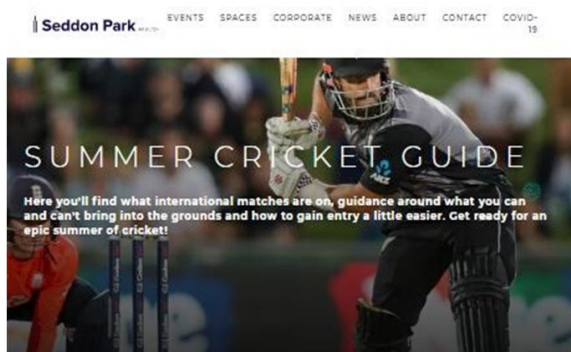 Seddon Park
EVENTS SPACES CORPORATE NEWS ABOUT CONTACT COVID-
19
SUMMER CRICKET GUIDE
Here you'll find what international matches are on, guidance around what you can
and can't bring into the grounds and how to gain entry a little easier. Get ready for an
epic summer of cricket!
ANZ